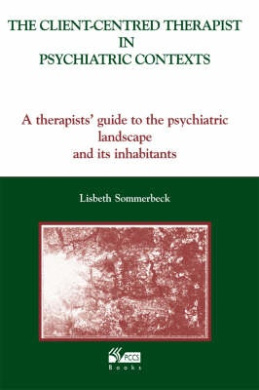 THE CLIENT-CENTRED THERAPIST
IN
PSYCHIATRIC CONTEXTS
A therapists' guide to the psychiatric
landscape
and its inhabitants
Lisbeth Sommerbeck
PCCS
Books